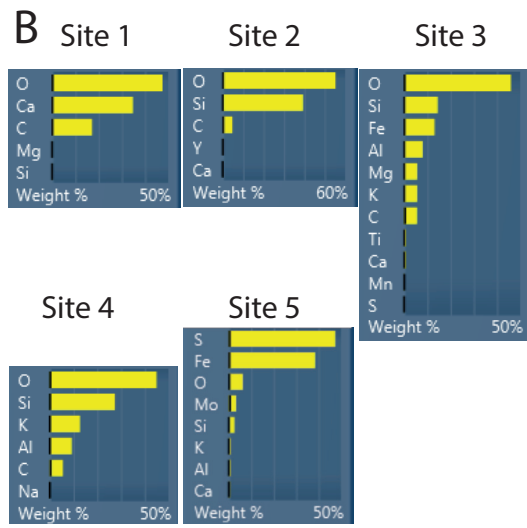 B
Site 1
O
Ca
C
Mg
Si
Weight % 50%
Site 2
O
Si
C
Y
Ca
Weight % 60%
Site 3
O
Si
Fe
Al
Mg
K
C
Ti
Ca
Mn
S
Weight % 50%
Site 4
O
Si
K
Al
C
Na
Weight % 50%
Site 5
S
Fe
O
Mo
Si
K
Al
Ca
Weight % 50%